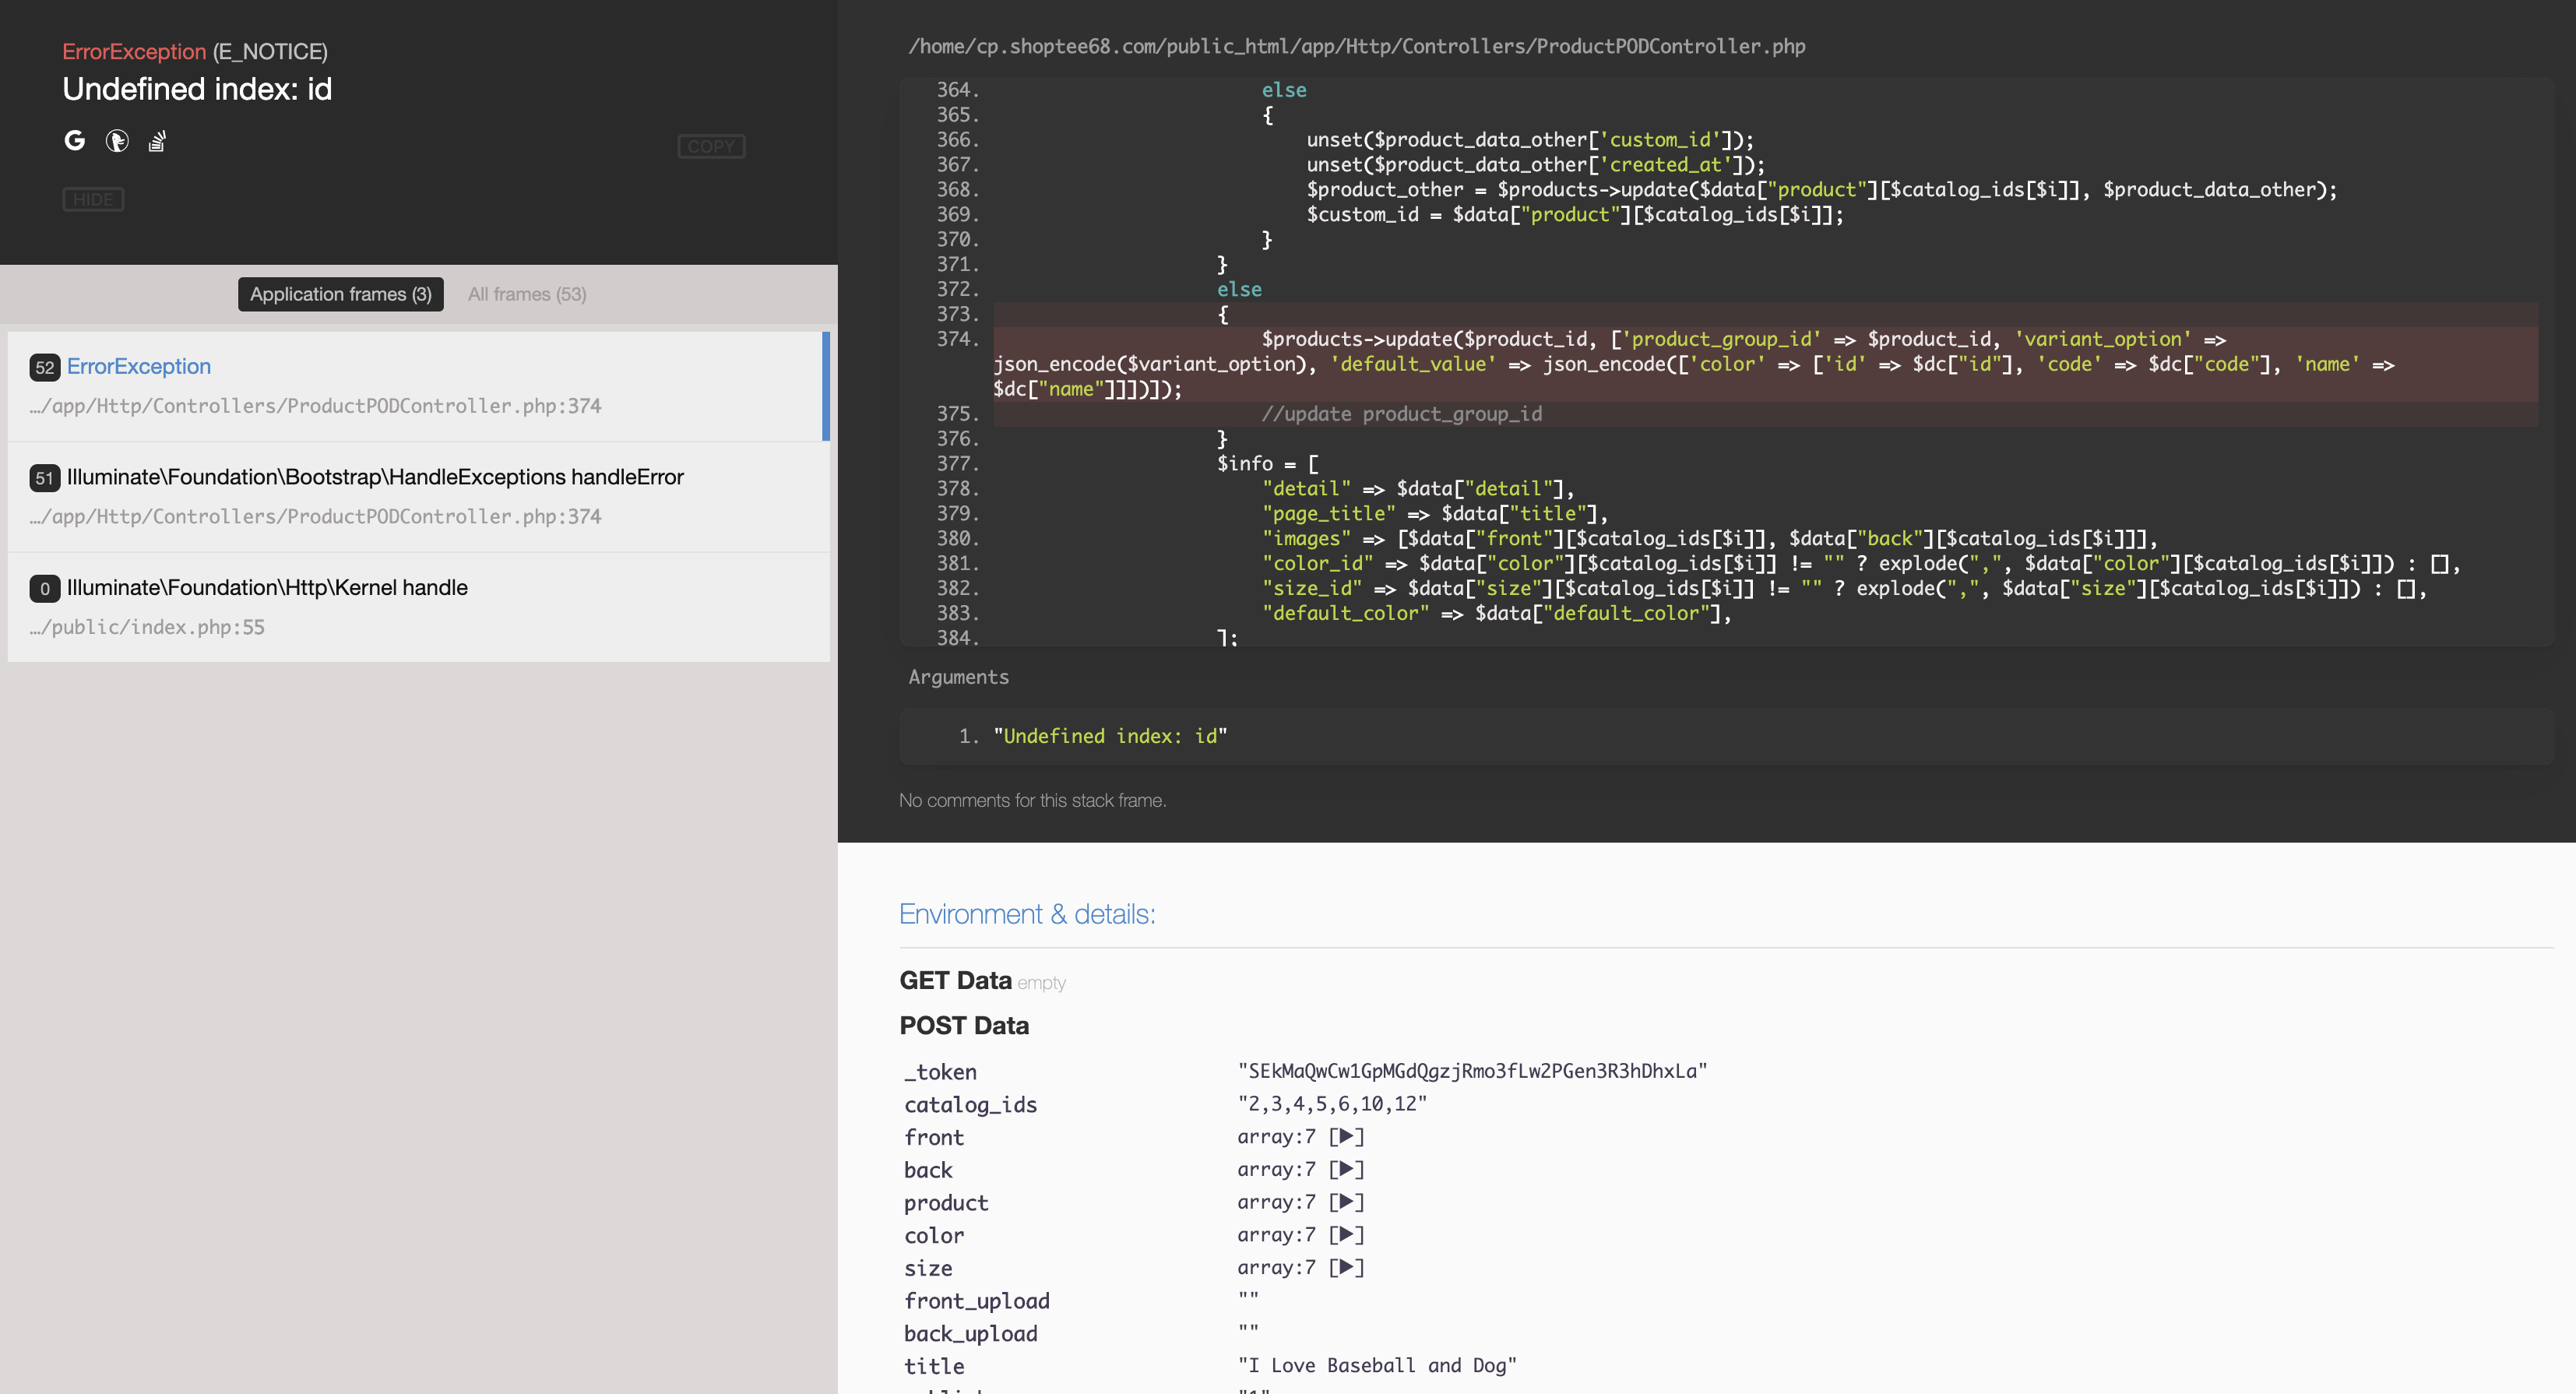 ErrorException (E_NOTICE)
Undefined index: id
COPY
HIDE
Application frames (3)
All frames (53)
52 ErrorException
…/app/Http/Controllers/ProductPODController.php:374
51 Illuminate\Foundation\Bootstrap\HandleExceptions handleError
…/app/Http/Controllers/ProductPODController.php:374
0 Illuminate\Foundation\Http\Kernel handle
…/public/index.php:55
/home/cp.shoptee68.com/public_html/app/Http/Controllers/ProductPODController.php
364. else
365. {
366. unset($product_data_other['custom_id']);
367. unset($product_data_other['created_at']);
368. $product_other = $products->update($data["product"][$catalog_ids[$i]], $product_data_other);
369. $custom_id = $data["product"][$catalog_ids[$i]];
370. }
371. }
372. else
373. {
374. $products->update($product_id, ['product_group_id' => $product_id, 'variant_option' =>
json_encode($variant_option), 'default_value' => json_encode(['color' => ['id' => $dc["id"], 'code' => $dc["code"], 'name' =>
$dc["name"]]])]);
375. //update product_group_id
376. }
377. $info = [
378. "detail" => $data["detail"],
379. "page_title" => $data["title"],
380. "images" => [$data["front"][$catalog_ids[$i]], $data["back"][$catalog_ids[$i]]],
381. "color_id" => $data["color"][$catalog_ids[$i]] != "" ? explode(",", $data["color"][$catalog_ids[$i]]) : [],
382. "size_id" => $data["size"][$catalog_ids[$i]] != "" ? explode(",", $data["size"][$catalog_ids[$i]]) : [],
383. "default_color" => $data["default_color"],
384. ];
Arguments
1. "Undefined index: id"
No comments for this stack frame.
Environment & details:
GET Data empty
POST Data
_token "SEkMaQwCw1GpMGdQgzjRmo3fLw2PGen3R3hDhxLa"
catalog_ids "2,3,4,5,6,10,12"
front array:7 [▶]
back array:7 [▶]
product array:7 [▶]
color array:7 [▶]
size array:7 [▶]
front_upload ""
back_upload ""
title "I Love Baseball and Dog"